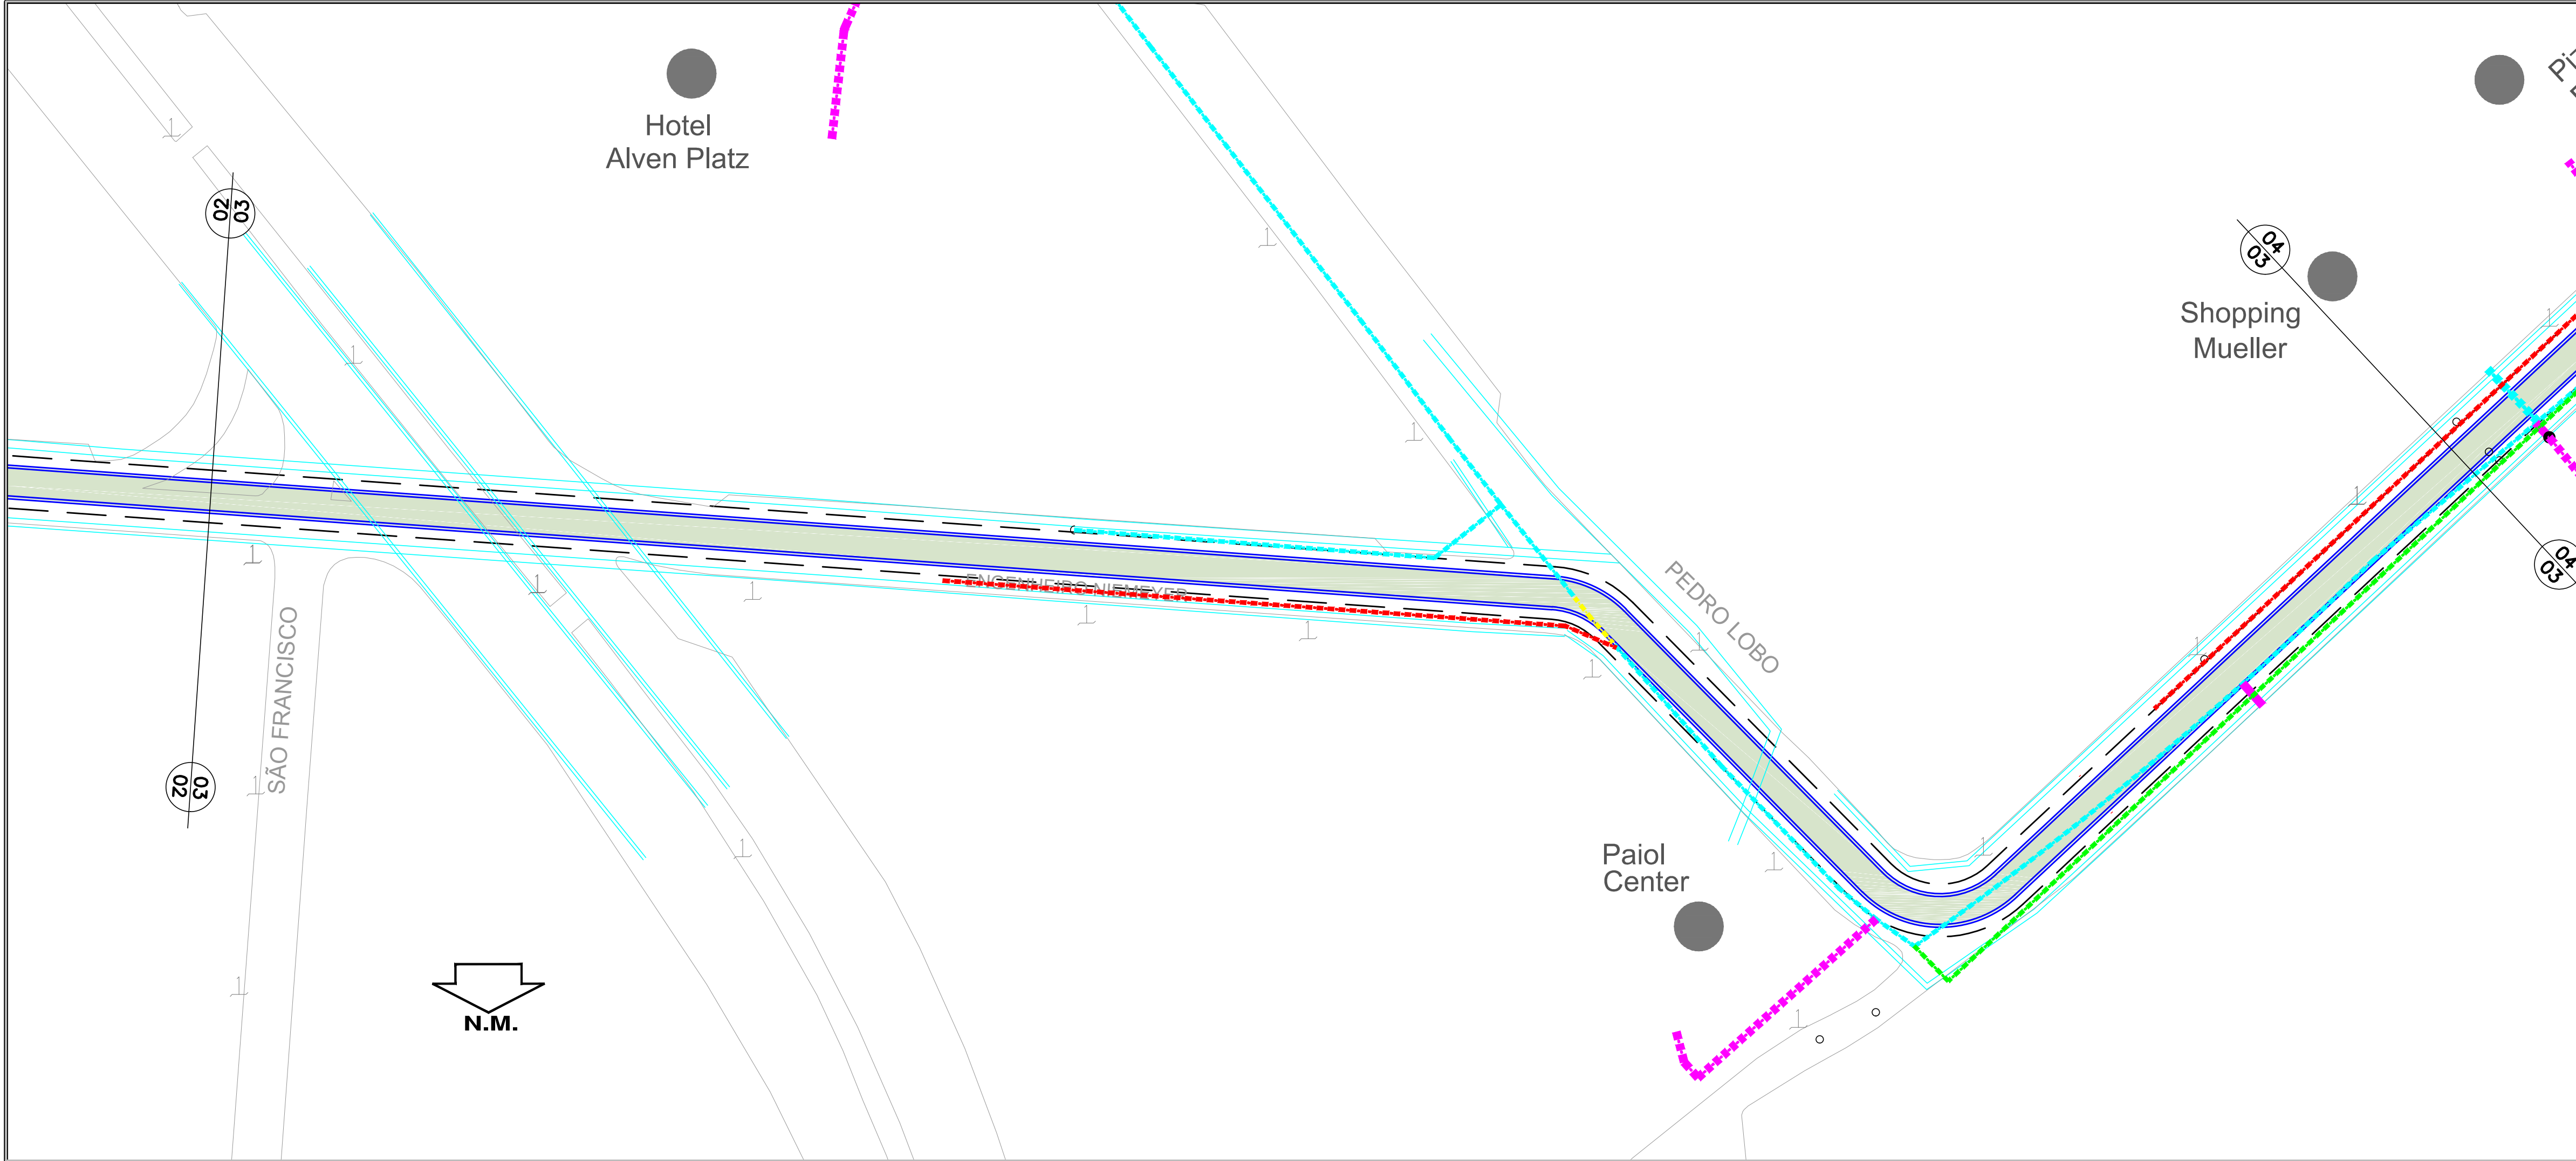 Hotel
Alven Platz
02
03
04
03
Shopping
Mueller
ENGENHEIRO NIEMEYER
PEDRO LOBO
04
03
SÃO FRANCISCO
03
02
Paiol
Center
N.M.